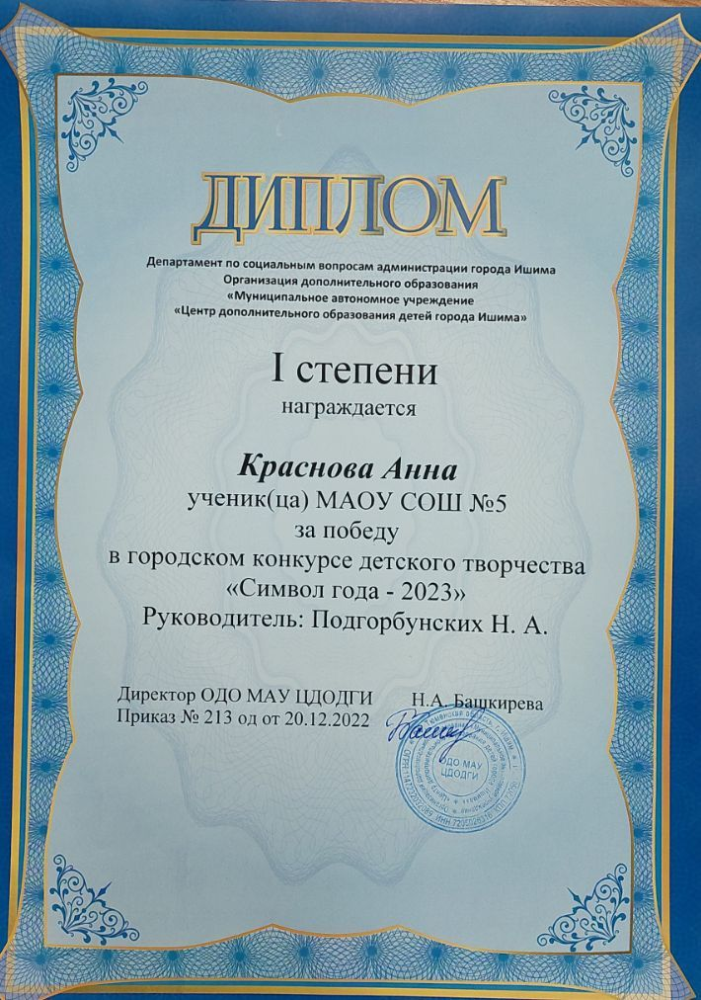 ДИПЛОМ
Департамент по социальным вопросам администрации города Ишима
Организация дополнительного образования
«Муниципальное автономное учреждение
«Центр дополнительного образования детей города Ишима»
I степени
награждается
Краснова Анна
ученик(ца) МАОУ СОШ №5
за победу
в городском конкурсе детского творчества
«Символ года - 2023»
Руководитель: Подгорбунских Н. А.
Директор ОДО МАУ ЦДОДГИ Н.А. Башкирева
Приказ № 213 од от 20.12.2022
ОДО МАУ
ЦДОДГИ